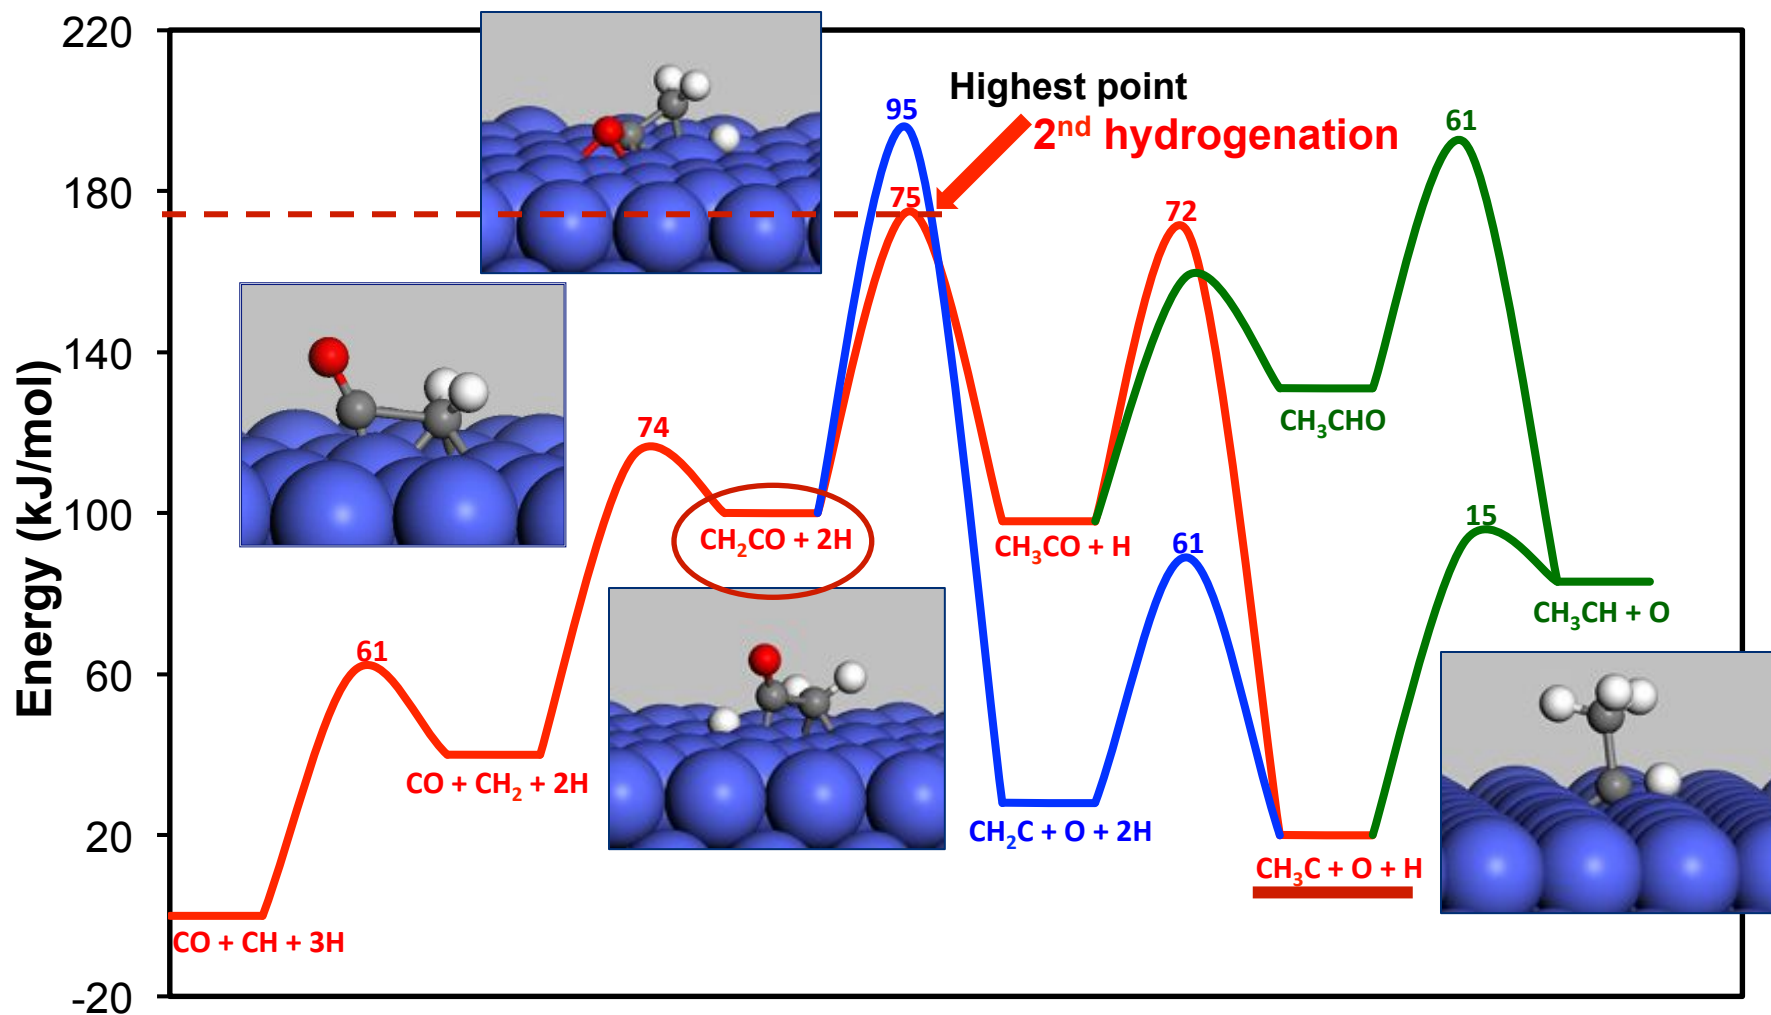 Energy (kJ/mol)
220
180
140
100
60
20
-20
Highest point
2nd hydrogenation
95
75
61
72
74
61
61
15
CH3CHO
CH2CO + 2H
CH3CO + H
CH3CH + O
CO + CH2 + 2H
CH2C + O + 2H
CH3C + O + H
CO + CH + 3H